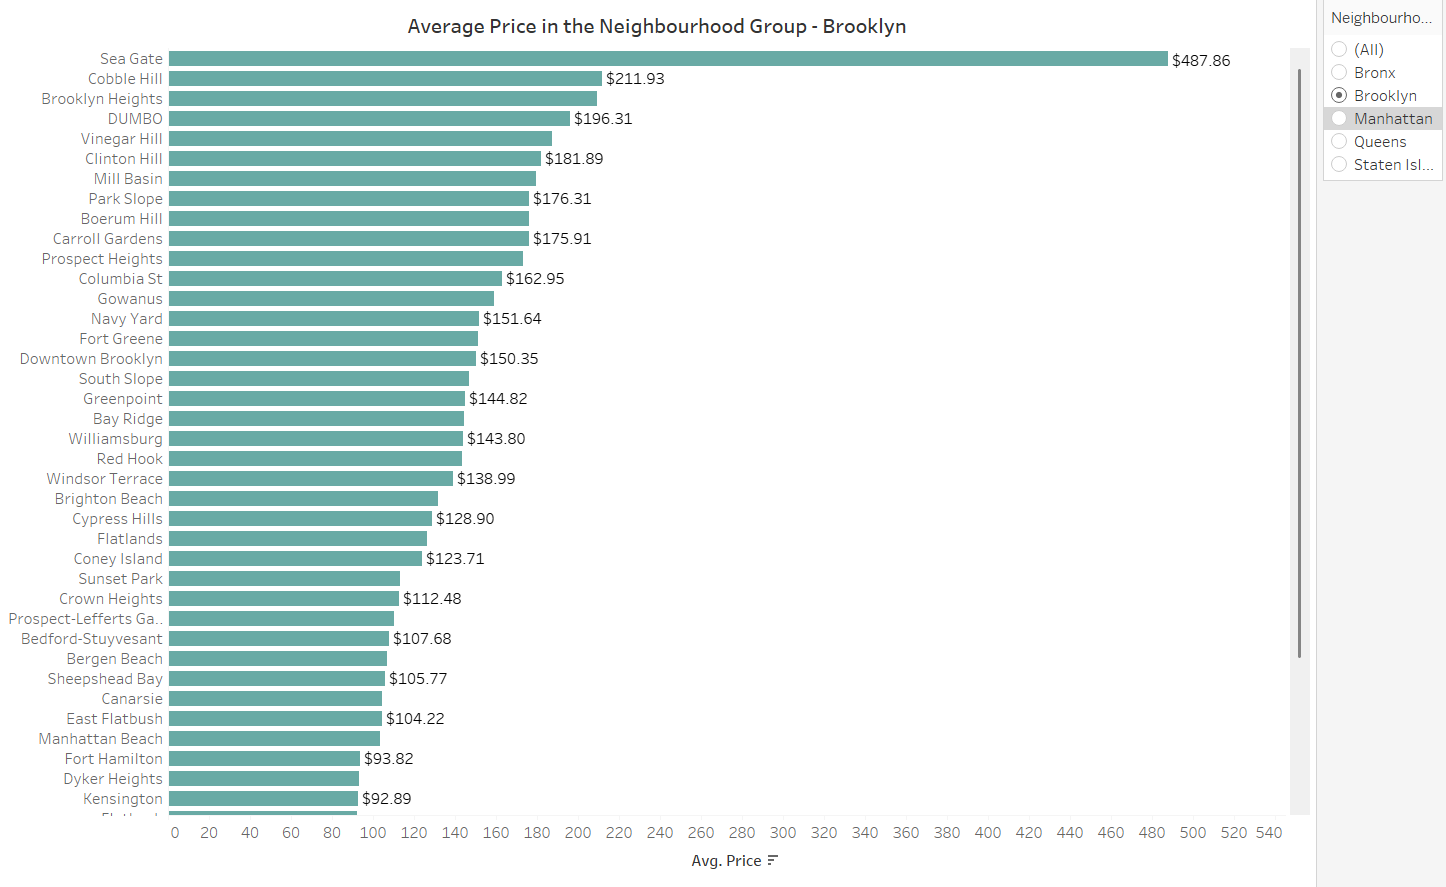 Average Price in the Neighbourhood Group - Brooklyn
Sea Gate $487.86
Cobble Hill $211.93
Brooklyn Heights
DUMBO $196.31
Vinegar Hill
Clinton Hill $181.89
Mill Basin
Park Slope $176.31
Boerum Hill
Carroll Gardens $175.91
Prospect Heights
Columbia St $162.95
Gowanus
Navy Yard $151.64
Fort Greene
Downtown Brooklyn $150.35
South Slope
Greenpoint $144.82
Bay Ridge
Williamsburg $143.80
Red Hook
Windsor Terrace $138.99
Brighton Beach
Cypress Hills $128.90
Flatlands
Coney Island $123.71
Sunset Park
Crown Heights $112.48
Prospect-Lefferts Ga..
Bedford-Stuyvesant $107.68
Bergen Beach
Sheepshead Bay $105.77
Canarsie
East Flatbush $104.22
Manhattan Beach
Fort Hamilton $93.82
Dyker Heights
Kensington $92.89
0 20 40 60 80 100 120 140 160 180 200 220 240 260 280 300 320 340 360 380 400 420 440 460 480 500 520 540
Avg. Price
Neighbourho...
(All)
Bronx
Brooklyn
Manhattan
Queens
Staten Isl...